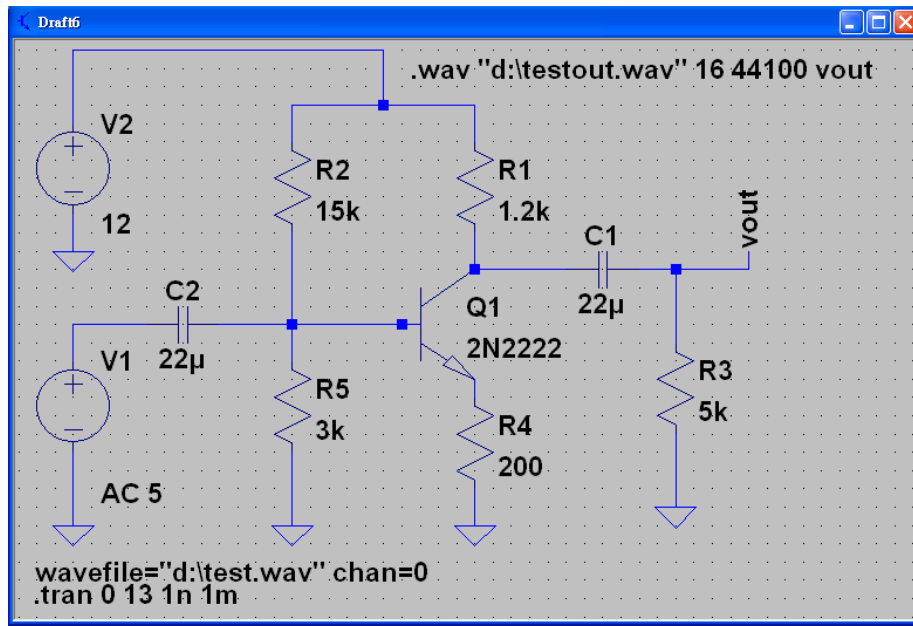 Draft6
.wav "d:\testout.wav" 16 44100 vout
V2
12
R2
15k
R1
1.2k
C1
22µ
vout
C2
22µ
Q1
2N2222
V1
AC 5
R5
3k
R4
200
R3
5k
wavefile="d:\test.wav" chan=0
.tran 0 13 1n 1m